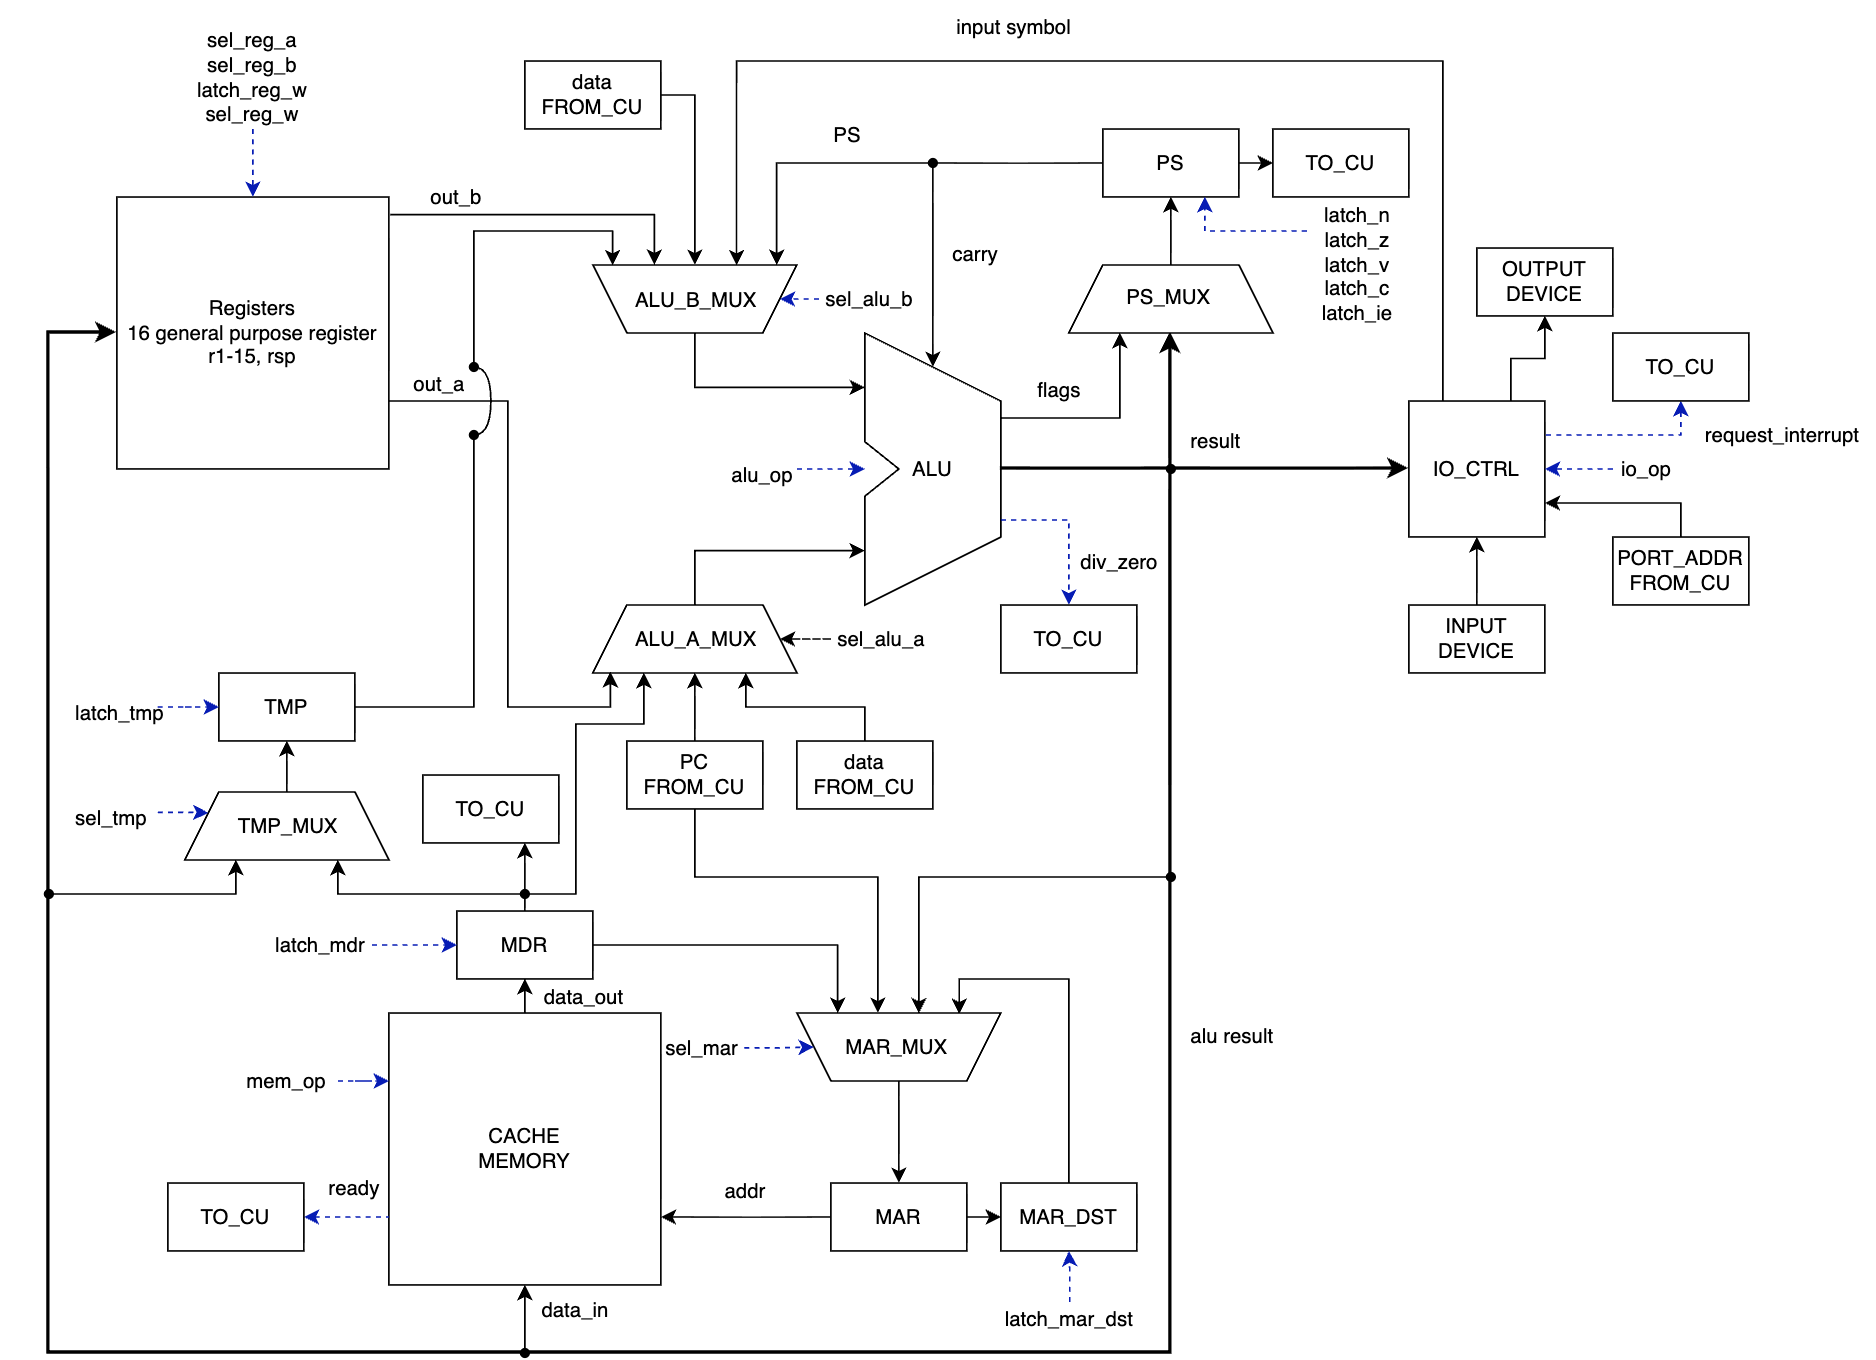 input symbol
sel_reg_a
sel_reg_b
latch_reg_w
sel_reg_w
data
FROM_CU
PS
PS
TO_CU
out_b
latch_n
latch_z
latch_v
latch_c
latch_ie
carry
ALU_B_MUX
sel_alu_b
PS_MUX
OUTPUT
DEVICE
Registers
16 general purpose register
r1-15, rsp
out_a
flags
TO_CU
request_interrupt
result
alu_op
ALU
IO_CTRL
io_op
div_zero
PORT_ADDR
FROM_CU
ALU_A_MUX
sel_alu_a
TO_CU
INPUT
DEVICE
latch_tmp
TMP
PC
FROM_CU
data
FROM_CU
sel_tmp
TMP_MUX
TO_CU
latch_mdr
MDR
data_out
sel_mar
MAR_MUX
alu result
mem_op
CACHE
MEMORY
ready
TO_CU
addr
MAR
MAR_DST
data_in
latch_mar_dst